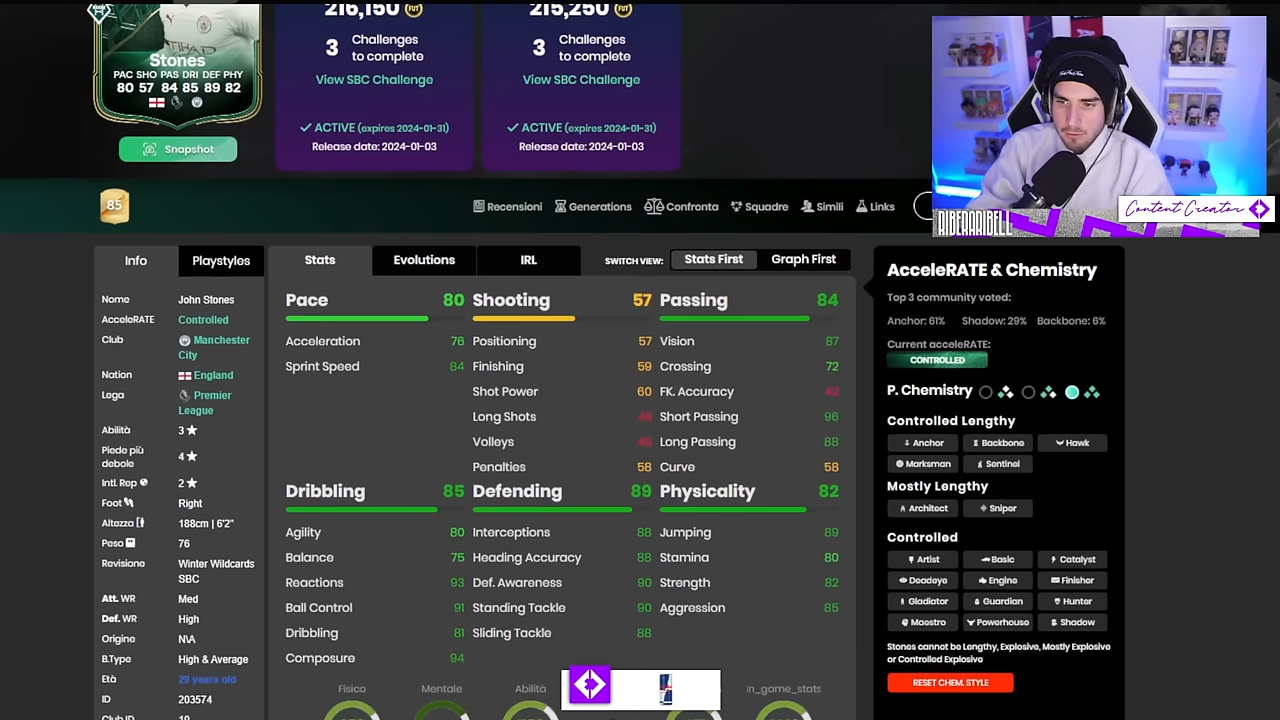 216,150 FUT
215,250 FUT
3 Challenges to complete
3 Challenges to complete
View SBC Challenge
View SBC Challenge
ETIHAD
Stones
PAC SHO PAS DRI DEF PHY
80 57 84 85 89 82
✓ ACTIVE (expires 2024-01-31)
✓ ACTIVE (expires 2024-01-31)
Release date: 2024-01-03
Release date: 2024-01-03
Snapshot
85
Recensioni
Generations
Confronta
Squadre
Simili
Links
Content Creator
RIBERARIBELL
Info
Playstyles
Stats
Evolutions
IRL
SWITCH VIEW:
Stats First
Graph First
Name John Stones
AcceleRATE Controlled
Club Manchester City
Nation England
Lega Premier League
Abilità 3 ★
Piede più debole 4 ★
Intl. Rep 2 ★
Foot Right
Altezza 188cm | 6'2"
Peso 76
Revisione Winter Wildcards SBC
Att. WR Med
Def. WR High
Origine N\A
B.Type High & Average
Età 29 years old
ID 203574
Club ID 10
Pace 80
Acceleration 76
Sprint Speed 84
Shooting 57
Positioning 57
Finishing 59
Shot Power 60
Long Shots 49
Volleys
Penalties 58
Passing 84
Vision 87
Crossing 72
FK. Accuracy
Short Passing 96
Long Passing 88
Curve 58
Dribbling 85
Agility 80
Balance 75
Reactions 93
Ball Control 91
Dribbling 81
Composure 94
Defending 89
Interceptions 88
Heading Accuracy 88
Def. Awareness 90
Standing Tackle 90
Sliding Tackle 88
Physicality 82
Jumping 89
Stamina 80
Strength 82
Aggression 85
Fisico
Mentale
Abilità
In_game_stats
AcceleRATE & Chemistry
Top 3 community voted:
Anchor: 61% Shadow: 29% Backbone: 6%
Current acceleRATE:
CONTROLLED
P. Chemistry
Controlled Lengthy
Anchor Backbone Hawk
Marksman Sentinel
Mostly Lengthy
Architect Sniper
Controlled
Artist Basic Catalyst
Deadeye Engine Finisher
Gladiator Guardian Hunter
Maestro Powerhouse Shadow
Stones cannot be Lengthy, Explosive, Mostly Explosive
or Controlled Explosive
RESET CHEM. STYLE